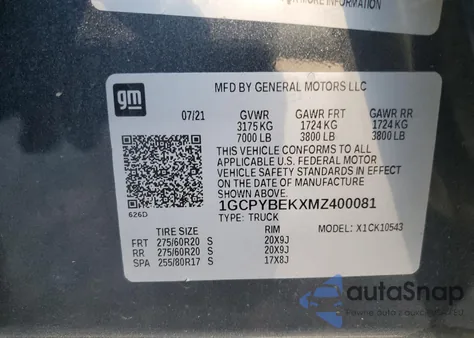 MORE INFORMATION
gm
MFD BY GENERAL MOTORS LLC
07/21 GVWR GAWR FRT GAWR RR
3175 KG 1724 KG 1724 KG
7000 LB 3800 LB 3800 LB
THIS VEHICLE CONFORMS TO ALL
APPLICABLE U.S. FEDERAL MOTOR
VEHICLE SAFETY STANDARDS IN EFFECT
ON THE DATE OF MANUFACTURE
SHOWN ABOVE.
626D
1GCPYBEKXMZ400081
TYPE: TRUCK MODEL: X1CK10543
TIRE SIZE RIM
FRT 275/60R20 S 20X9J
RR 275/60R20 S 20X9J
SPA 255/80R17 S 17X8J
autoSnap